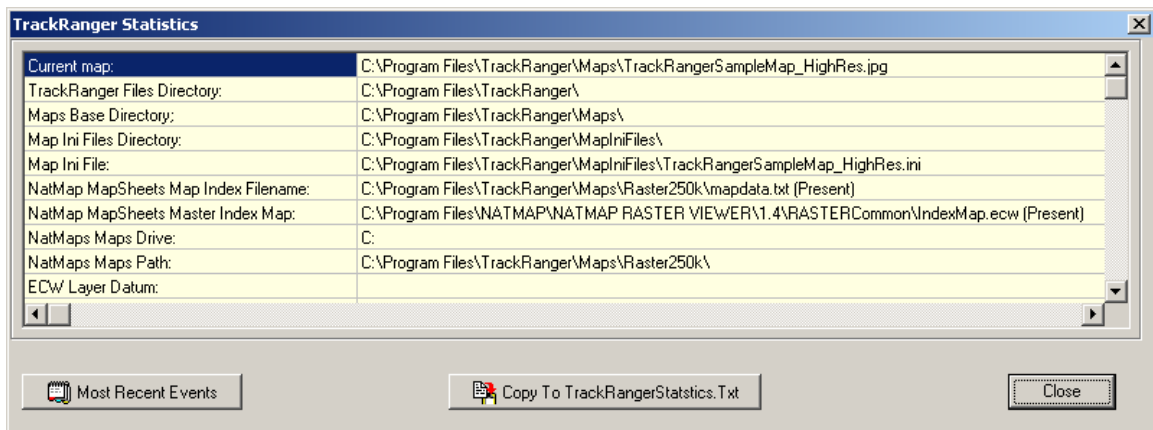 TrackRanger Statistics
Current map: C:\Program Files\TrackRanger\Maps\TrackRangerSampleMap_HighRes.jpg
TrackRanger Files Directory: C:\Program Files\TrackRanger\
Maps Base Directory; C:\Program Files\TrackRanger\Maps\
Map Ini Files Directory: C:\Program Files\TrackRanger\MapIniFiles\
Map Ini File: C:\Program Files\TrackRanger\MapIniFiles\TrackRangerSampleMap_HighRes.ini
NatMap MapSheets Map Index Filename: C:\Program Files\TrackRanger\Maps\Raster250k\mapdata.txt (Present)
NatMap MapSheets Master Index Map: C:\Program Files\NATMAP\NATMAP RASTER VIEWER\1.4\RASTERCommon\IndexMap.ecw (Present)
NatMaps Maps Drive: C:
NatMaps Maps Path: C:\Program Files\TrackRanger\Maps\Raster250k\
ECW Layer Datum:
Most Recent Events
Copy To TrackRangerStatstics.Txt
Close